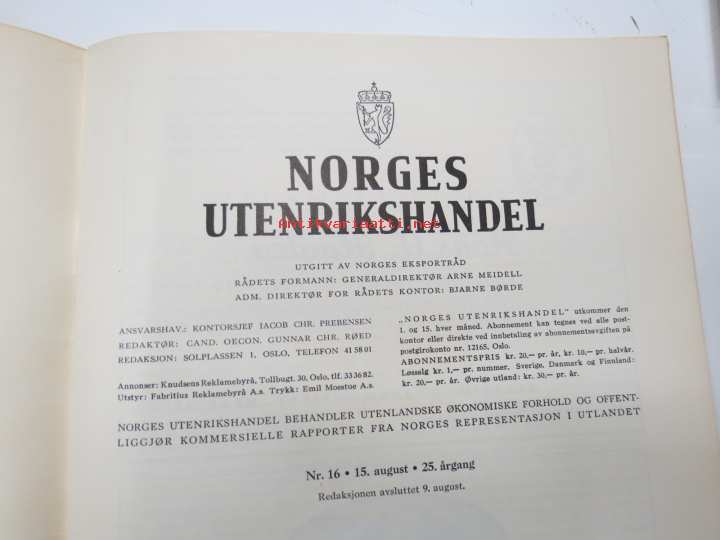 NORGES
UTENRIKSHANDEL
Antikvariaatti.net
UTGITT AV NORGES EKSPORTRÅD
RÅDETS FORMANN: GENERALDIREKTØR ARNE MEIDELL
ADM. DIREKTØR FOR RÅDETS KONTOR: BJARNE BØRDE
ANSVARSHAV.: KONTORSJEF IACOB CHR. PREBENSEN
REDAKTØR: CAND. OECON. GUNNAR CHR. RØED
REDAKSJON: SOLPLASSEN 1, OSLO, TELEFON 41 58 01
Annonser: Knudsens Reklamebyrå, Tollbugt. 30, Oslo, tlf. 33 36 82.
Utstyr: Fabritius Reklamebyrå A.s. Trykk: Emil Moestue A.s.
„NORGES UTENRIKSHANDEL" utkommer den
1. og 15. hver måned. Abonnement kan tegnes ved alle post-
kontor eller direkte ved innbetaling av abonnementsavgiften på
postgirokonto nr. 12165, Oslo.
ABONNEMENTSPRIS kr. 20,— pr. år, kr. 10,— pr. halvår.
Løssalg kr. 1,— pr. nummer. Sverige, Danmark og Finnland:
kr. 20,— pr. år. Øvrige utland: kr. 30,— pr. år.
NORGES UTENRIKSHANDEL BEHANDLER UTENLANDSKE ØKONOMISKE FORHOLD OG OFFENT-
LIGGJØR KOMMERSIELLE RAPPORTER FRA NORGES REPRESENTASJON I UTLANDET
Nr. 16 • 15. august • 25. årgang
Redaksjonen avsluttet 9. august.